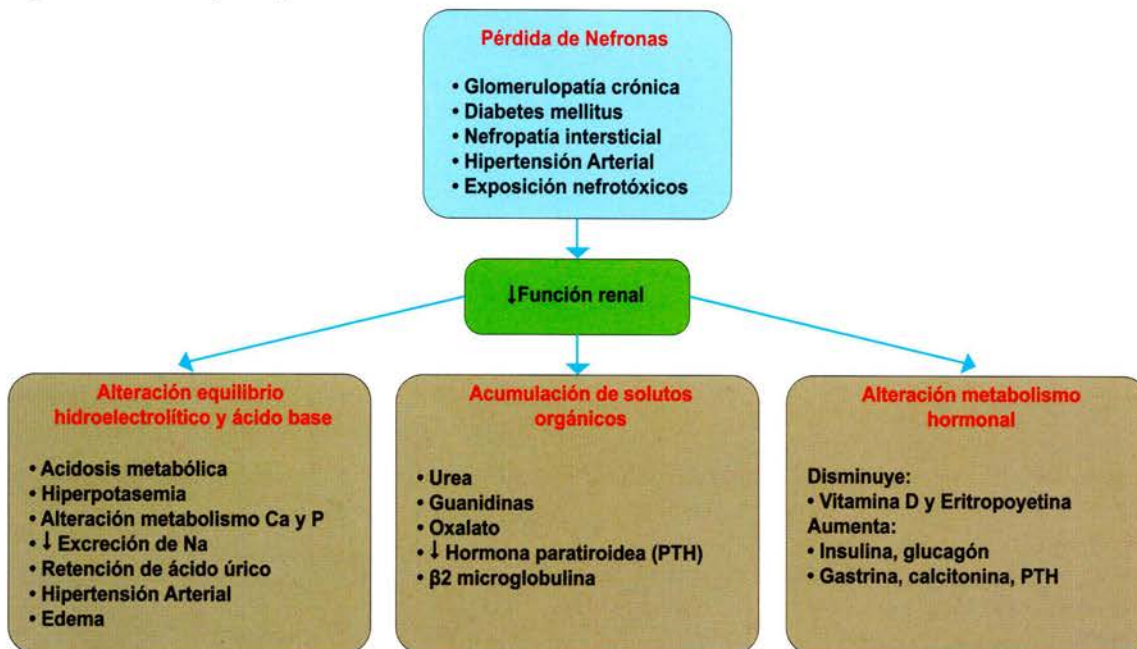 Pérdida de Nefronas
• Glomerulopatía crónica
• Diabetes mellitus
• Nefropatía intersticial
• Hipertensión Arterial
• Exposición nefrotóxicos
↓Función renal
Alteración equilibrio
hidroelectrolítico y ácido base
• Acidosis metabólica
• Hiperpotasemia
• Alteración metabolismo Ca y P
• ↓ Excreción de Na
• Retención de ácido úrico
• Hipertensión Arterial
• Edema
Acumulación de solutos
orgánicos
• Urea
• Guanidinas
• Oxalato
• ↓ Hormona paratiroidea (PTH)
• β2 microglobulina
Alteración metabolismo
hormonal
Disminuye:
• Vitamina D y Eritropoyetina
Aumenta:
• Insulina, glucagón
• Gastrina, calcitonina, PTH